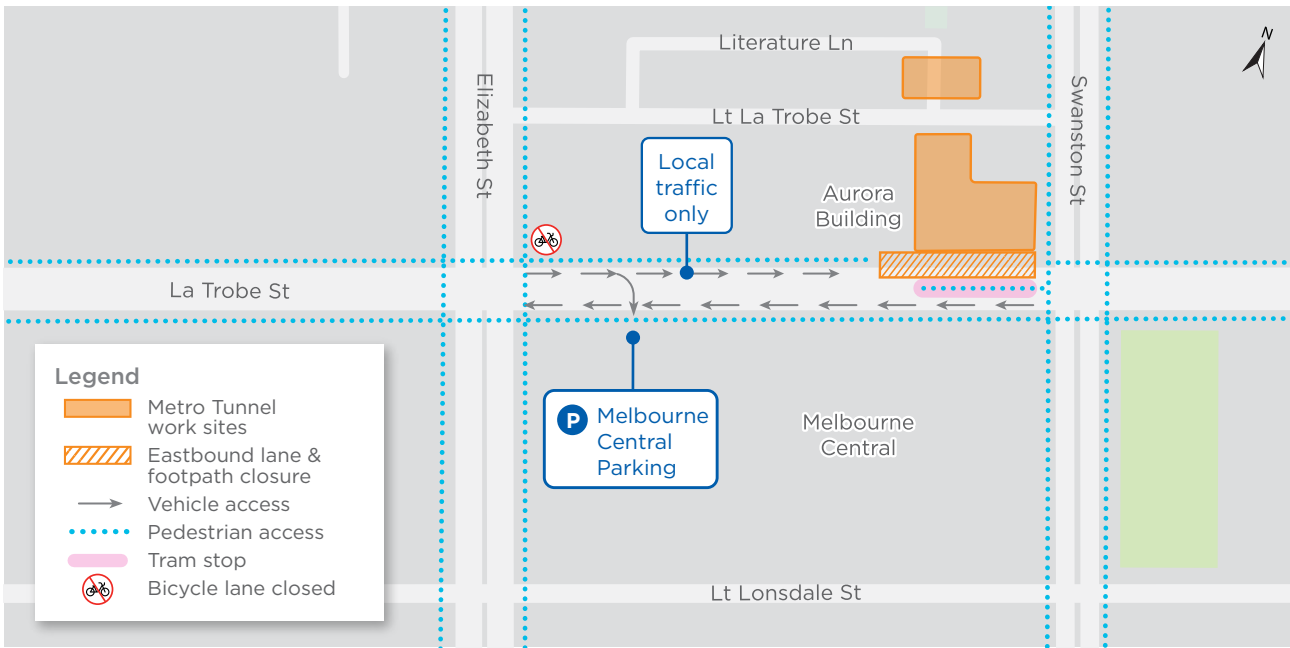 N
Literature Ln
Elizabeth St
Swanston St
Lt La Trobe St
Local
traffic
only
Aurora
Building
La Trobe St
Legend
Metro Tunnel
work sites
Eastbound lane &
footpath closure
Vehicle access
Pedestrian access
Tram stop
Bicycle lane closed
P Melbourne
Central
Parking
Melbourne
Central
Lt Lonsdale St